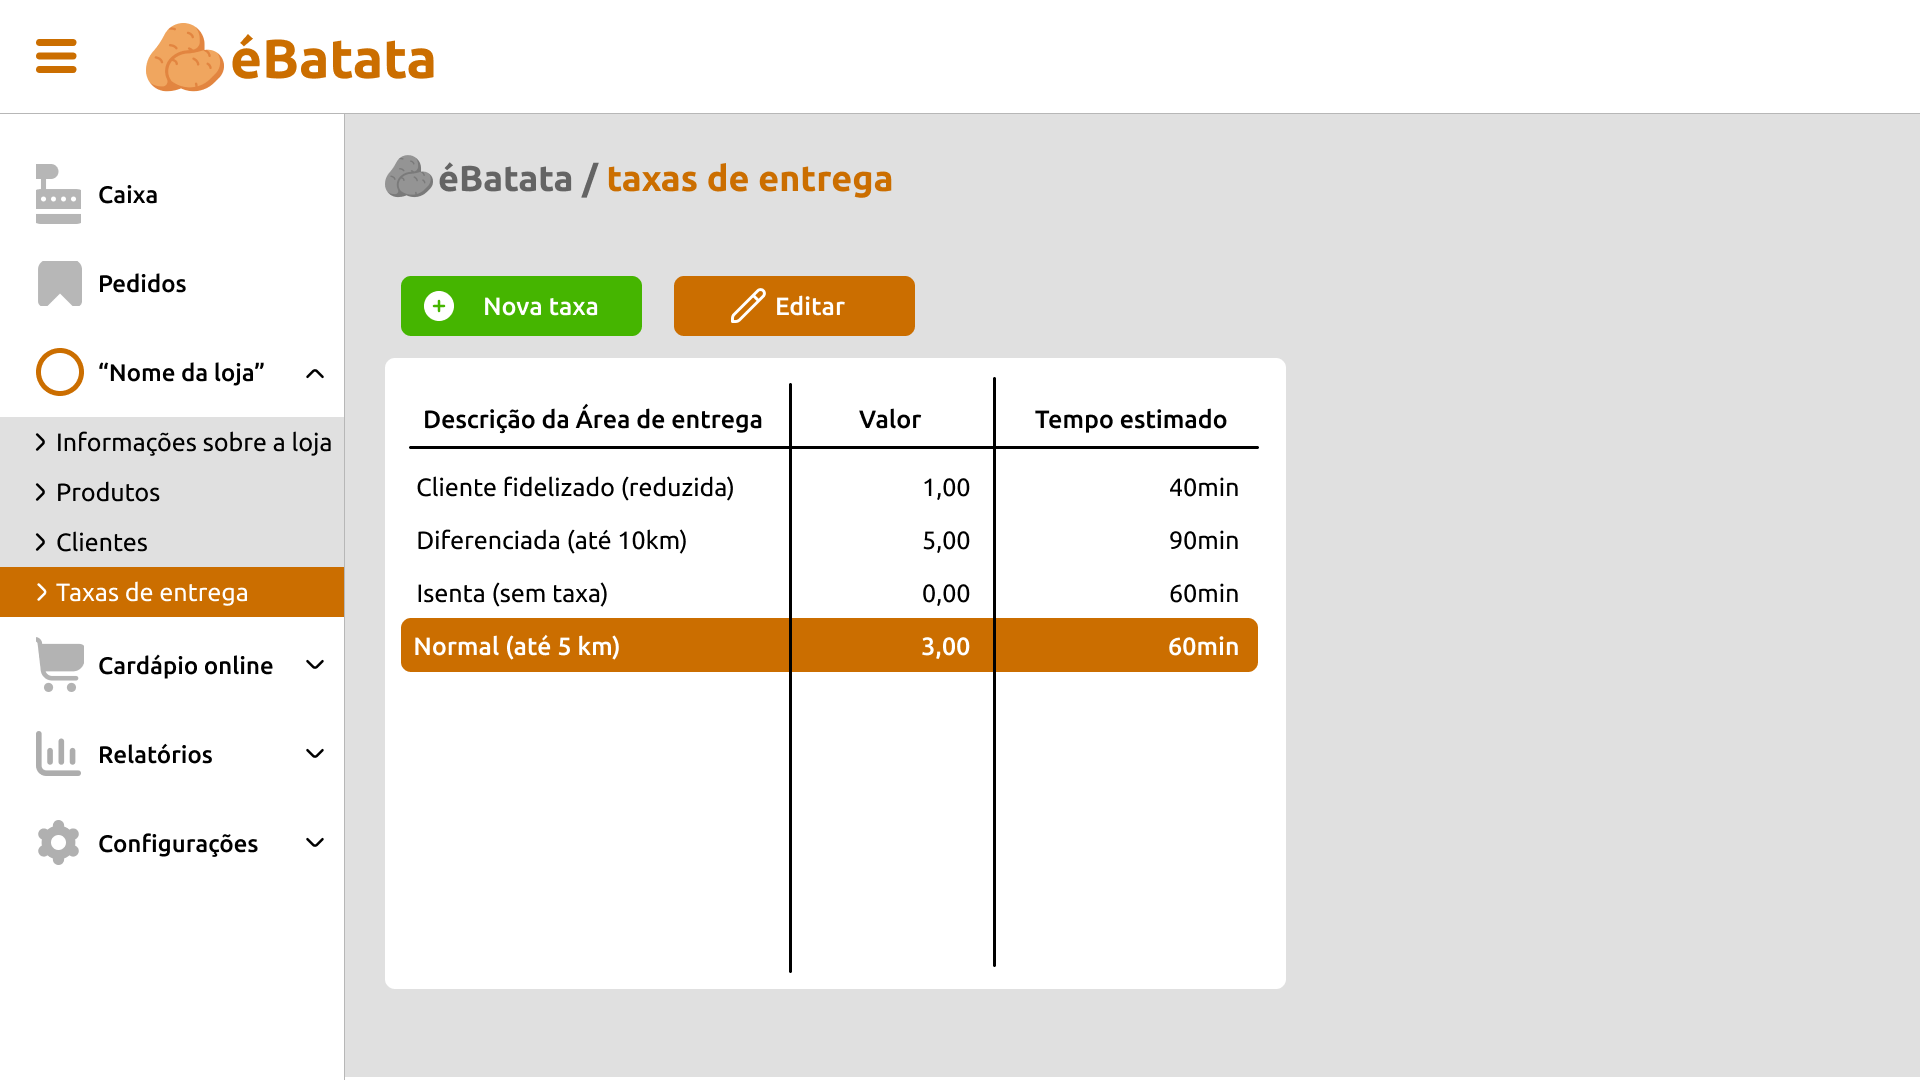 éBatata
Caixa
Pedidos
“Nome da loja”
Informações sobre a loja
Produtos
Clientes
Taxas de entrega
Cardápio online
Relatórios
Configurações
éBatata / taxas de entrega
Nova taxa
Editar
Descrição da Área de entrega Valor Tempo estimado
Cliente fidelizado (reduzida) 1,00 40min
Diferenciada (até 10km) 5,00 90min
Isenta (sem taxa) 0,00 60min
Normal (até 5 km) 3,00 60min